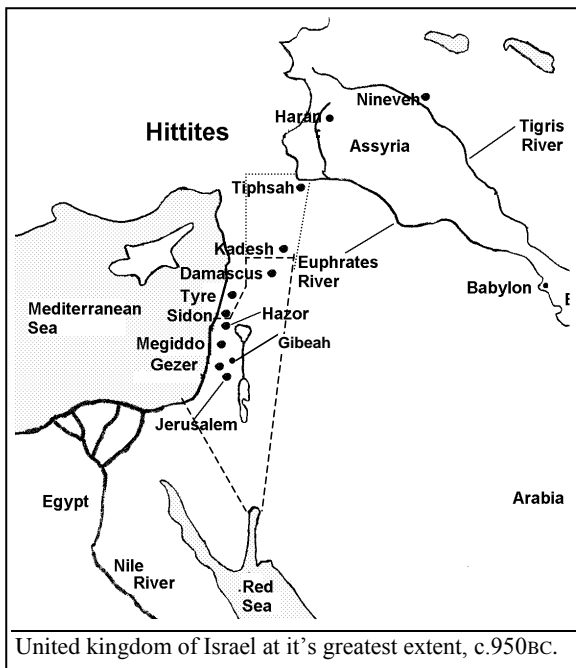 Nineveh
Haran
Hittites
Assyria
Tigris
River
Tiphsah
Kadesh
Euphrates
River
Damascus
Babylon
Tyre
Mediterranean
Sea
Sidon
Hazor
Megiddo
Gibeah
Gezer
Jerusalem
Egypt
Arabia
Nile
River
Red
Sea
United kingdom of Israel at it’s greatest extent, c.950BC.